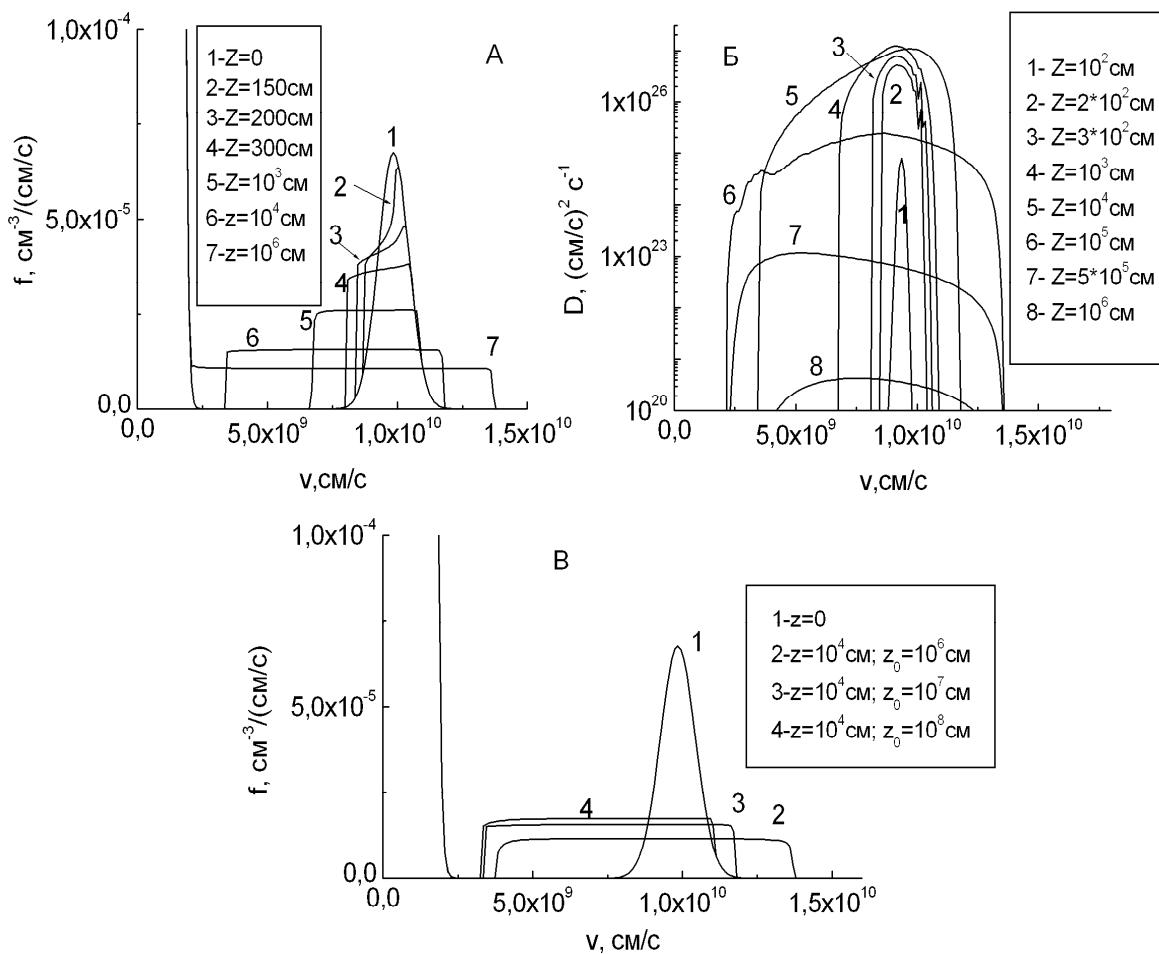 А
1,0x10⁻⁴
5,0x10⁻⁵
0,0
f, см⁻³/(см/с)
1-Z=0
2-Z=150см
3-Z=200см
4-Z=300см
5-Z=10³см
6-z=10⁴см
7-z=10⁶см
1
2
3
4
5
6
7
0,0
5,0x10⁹
1,0x10¹⁰
1,5x10¹⁰
v,см/с
Б
1x10²⁶
1x10²³
10²⁰
D, (см/с)² с⁻¹
3
5
4
2
1
6
7
8
0,0
5,0x10⁹
1,0x10¹⁰
1,5x10¹⁰
v,см/с
1- Z=10²см
2- Z=2*10²см
3- Z=3*10²см
4- Z=10³см
5- Z=10⁴см
6- Z=10⁵см
7- Z=5*10⁵см
8- Z=10⁶см
В
1,0x10⁻⁴
5,0x10⁻⁵
0,0
f, см⁻³/(см/с)
1
4
3
2
0,0
5,0x10⁹
1,0x10¹⁰
1,5x10¹⁰
v, см/с
1-z=0
2-z=10⁴см; z₀=10⁶см
3-z=10⁴см; z₀=10⁷см
4-z=10⁴см; z₀=10⁸см